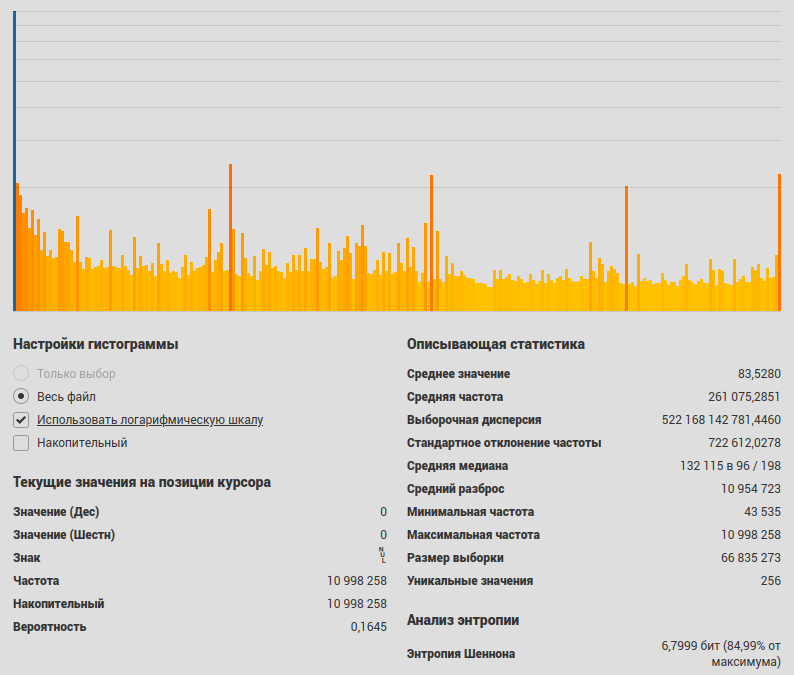 Настройки гистограммы
Только выбор
Весь файл
Использовать логарифмическую шкалу
Накопительный
Текущие значения на позиции курсора
Значение (Дес) 0
Значение (Шестн) 0
Знак NUL
Частота 10 998 258
Накопительный 10 998 258
Вероятность 0,1645
Описывающая статистика
Среднее значение 83,5280
Средняя частота 261 075,2851
Выборочная дисперсия 522 168 142 781,4460
Стандартное отклонение частоты 722 612,0278
Средняя медиана 132 115 в 96 / 198
Средний разброс 10 954 723
Минимальная частота 43 535
Максимальная частота 10 998 258
Размер выборки 66 835 273
Уникальные значения 256
Анализ энтропии
Энтропия Шеннона 6,7999 бит (84,99% от
максимума)